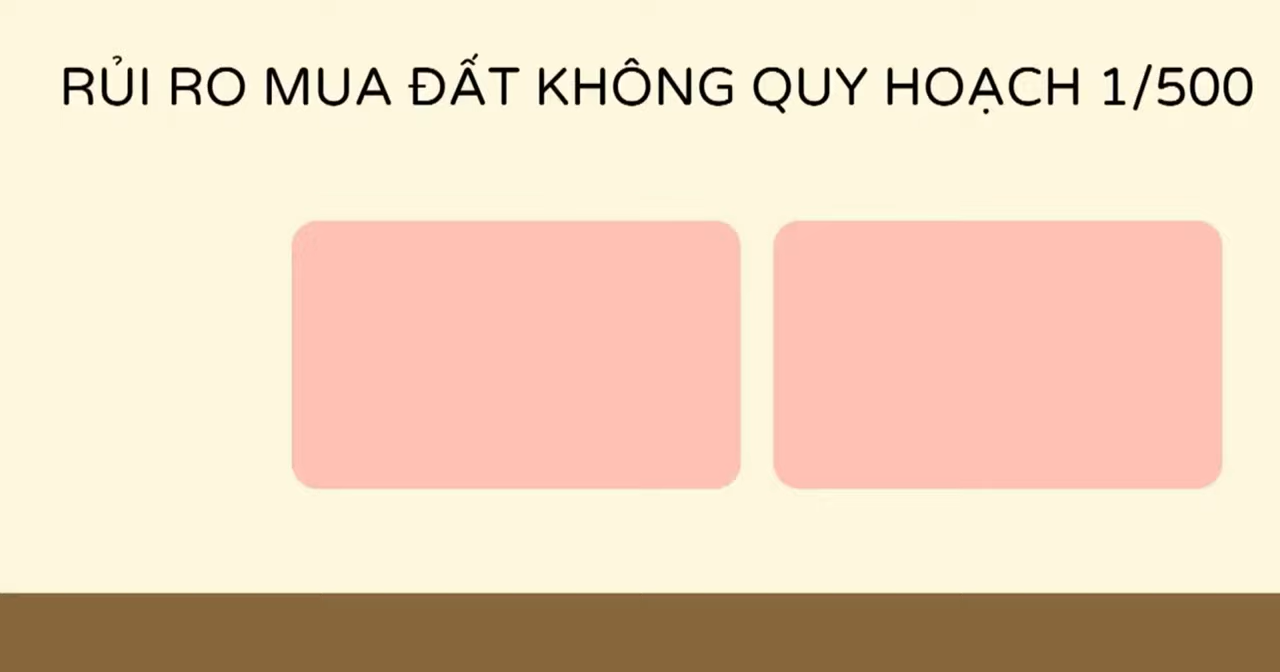 RỦI RO MUA ĐẤT KHÔNG QUY HOẠCH 1/500